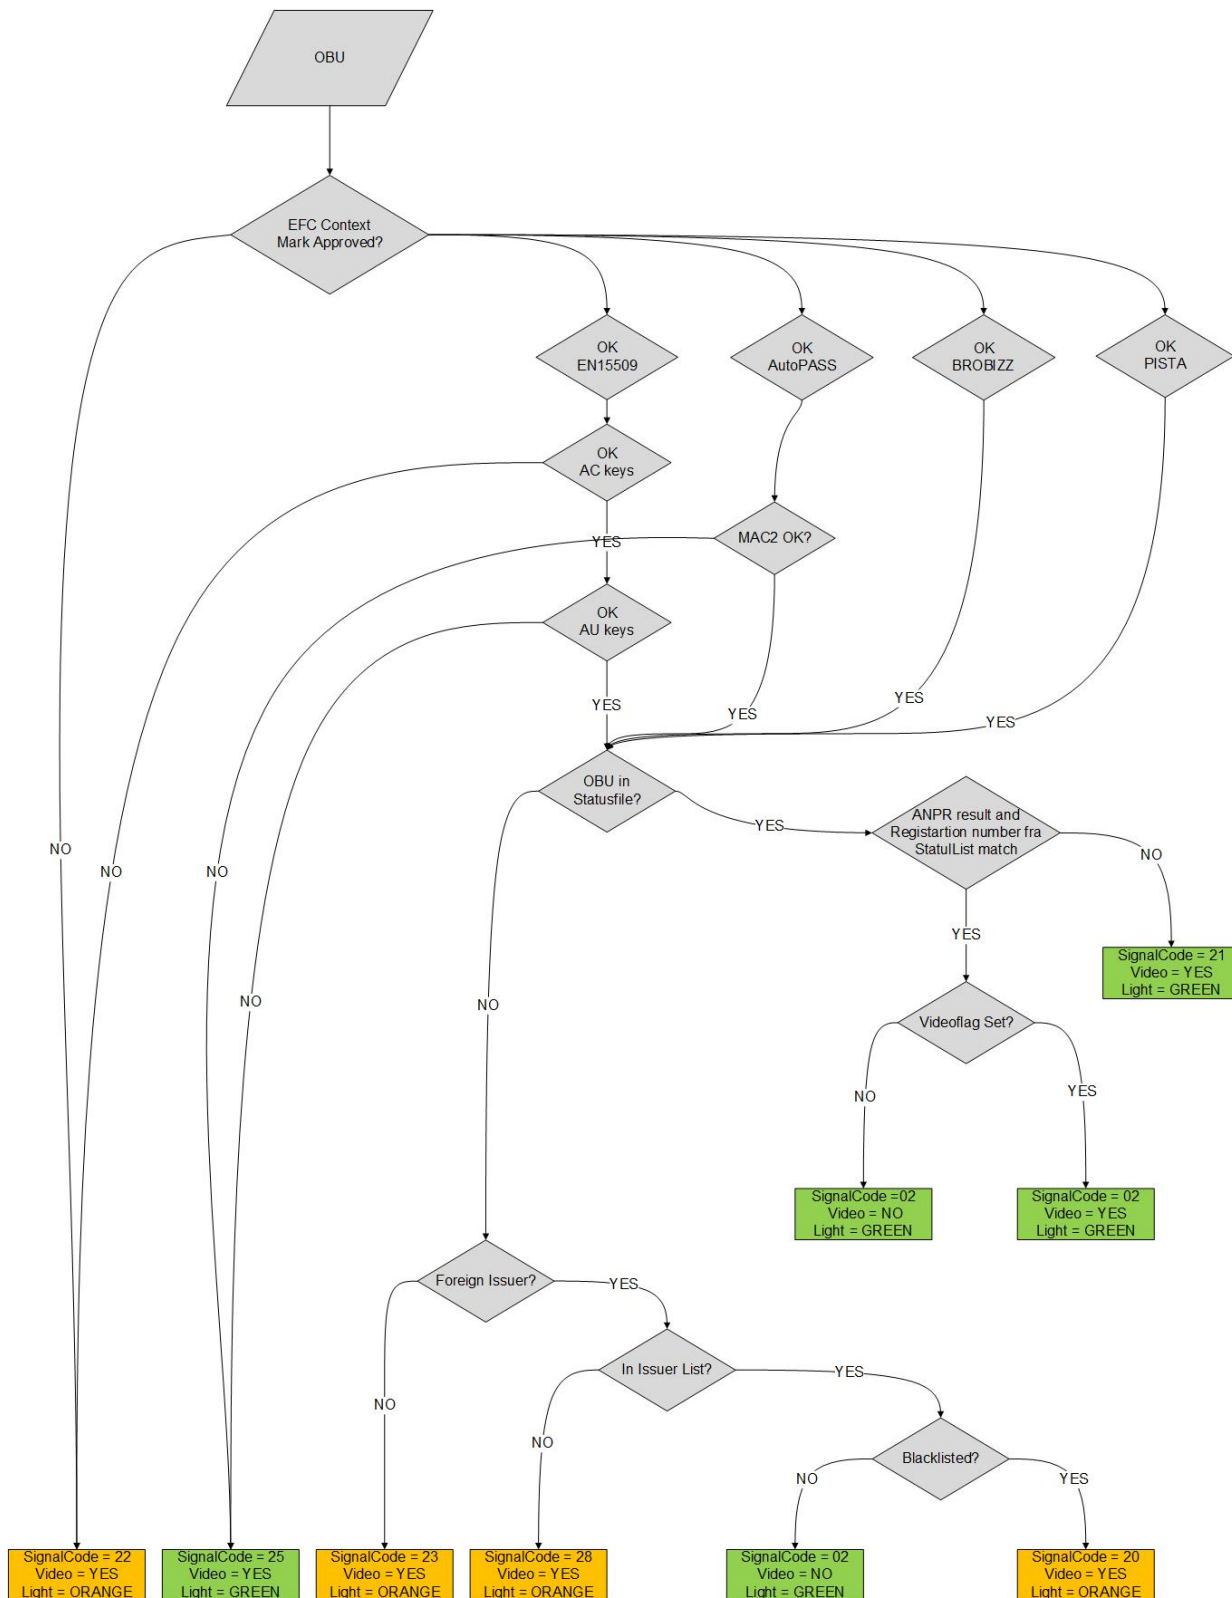 OBU
EFC Context
Mark Approved?
OK
EN15509
OK
AutoPASS
OK
BROBIZZ
OK
PISTA
OK
AC keys
YES
MAC2 OK?
OK
AU keys
YES
YES
YES
YES
OBU in
Statusfile?
YES
ANPR result and
Registartion number fra
StatulList match
NO
NO
NO
NO
YES
SignalCode = 21
Video = YES
Light = GREEN
NO
NO
Videoflag Set?
NO
YES
SignalCode =02
Video = NO
Light = GREEN
SignalCode = 02
Video = YES
Light = GREEN
Foreign Issuer?
YES
In Issuer List?
YES
NO
NO
Blacklisted?
NO
YES
SignalCode = 22
Video = YES
Light = ORANGE
SignalCode = 25
Video = YES
Light = GREEN
SignalCode = 23
Video = YES
Light = ORANGE
SignalCode = 28
Video = YES
Light = ORANGE
SignalCode = 02
Video = NO
Light = GREEN
SignalCode = 20
Video = YES
Light = ORANGE